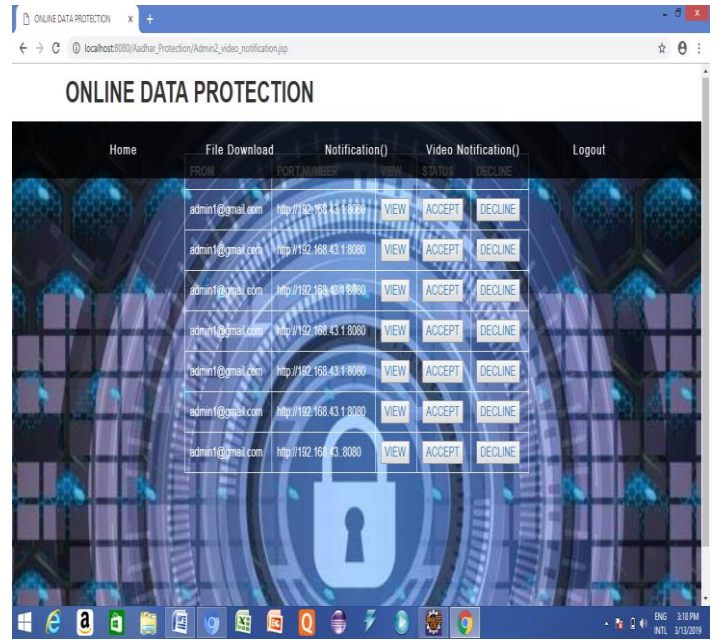 ONLINE DATA PROTECTION x +
localhost:8080/Aadhar_Protection/Admin2_video_notification.jsp
ONLINE DATA PROTECTION
Home File Download Notification() Video Notification() Logout
FROM PORT.NUMBER VIEW STATUS DECLINE
admin1@gmail.com http://192.168.43.1:8080 VIEW ACCEPT DECLINE
admin1@gmail.com http://192.168.43.1:8080 VIEW ACCEPT DECLINE
admin1@gmail.com http://192.168.43.1:8080 VIEW ACCEPT DECLINE
admin1@gmail.com http://192.168.43.1:8080 VIEW ACCEPT DECLINE
admin1@gmail.com http://192.168.43.1:8080 VIEW ACCEPT DECLINE
admin1@gmail.com http://192.168.43.1:8080 VIEW ACCEPT DECLINE
admin1@gmail.com http://192.168.43.:8080 VIEW ACCEPT DECLINE
ENG 3:18 PM
INTL 3/13/2019